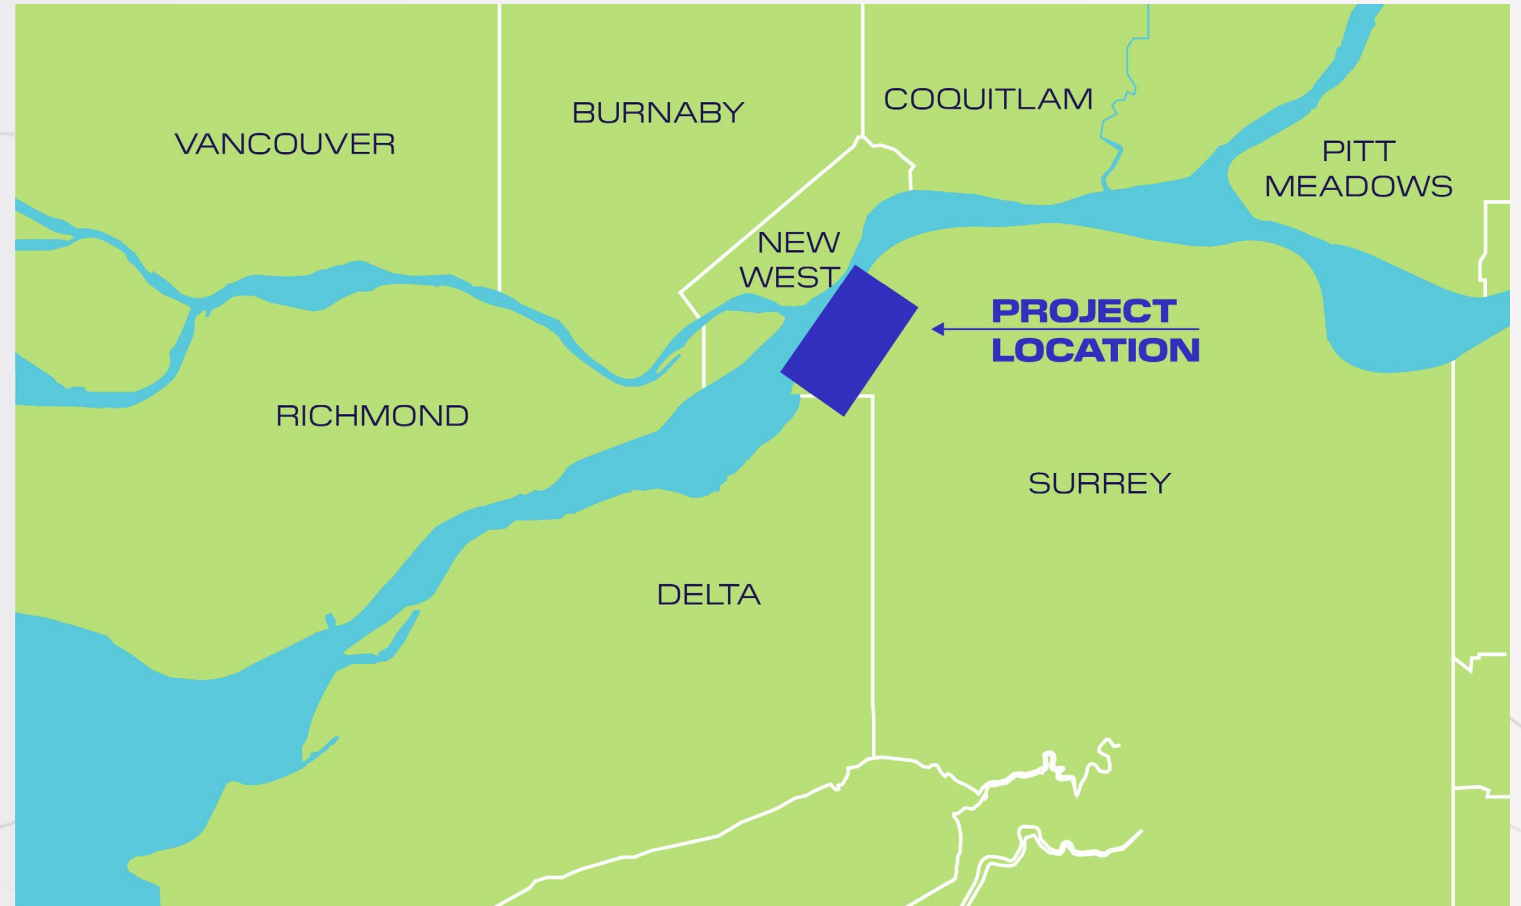 COQUITLAM
BURNABY
VANCOUVER
PITT
MEADOWS
NEW
WEST
PROJECT
LOCATION
RICHMOND
SURREY
DELTA